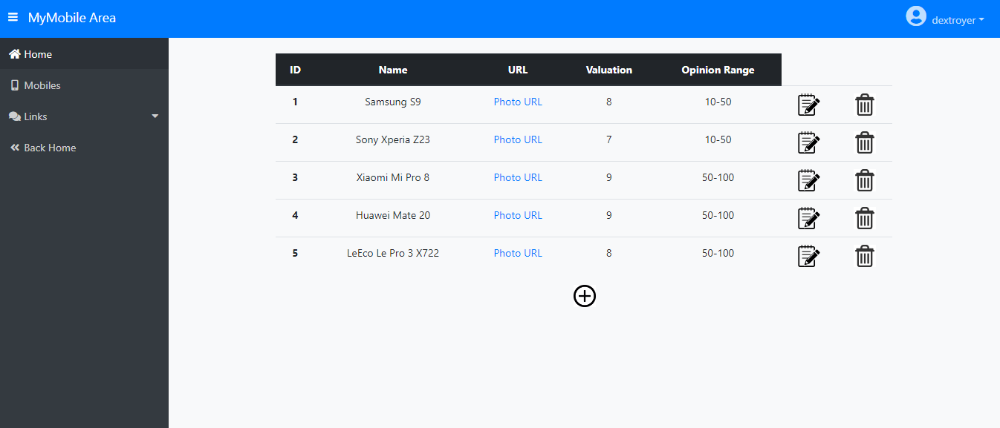 MyMobile Area
dextroyer
Home
Mobiles
Links
Back Home
ID Name URL Valuation Opinion Range
1 Samsung S9 Photo URL 8 10-50
2 Sony Xperia Z23 Photo URL 7 10-50
3 Xiaomi Mi Pro 8 Photo URL 9 50-100
4 Huawei Mate 20 Photo URL 9 50-100
5 LeEco Le Pro 3 X722 Photo URL 8 50-100